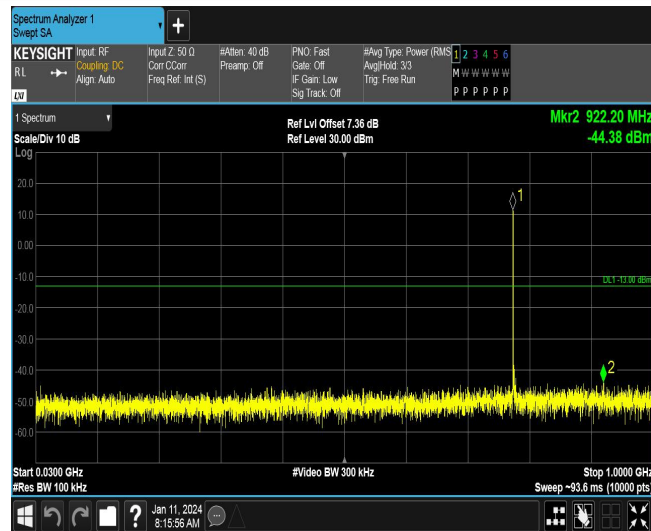 Spectrum Analyzer 1
Swept SA
+
KEYSIGHT
RL
LXI
Input: RF
Coupling: DC
Align: Auto
Input Z: 50 Ω
Corr CCorr
Freq Ref: Int (S)
#Atten: 40 dB
Preamp: Off
PNO: Fast
Gate: Off
IF Gain: Low
Sig Track: Off
#Avg Type: Power (RMS
Avg|Hold: 3/3
Trig: Free Run
1 2 3 4 5 6
M W W W W W
P P P P P P
1 Spectrum
Scale/Div 10 dB
Log
Ref Lvl Offset 7.36 dB
Ref Level 30.00 dBm
Mkr2 922.20 MHz
-44.38 dBm
20.0
10.0
0.00
-10.0
-20.0
-30.0
-40.0
-50.0
-60.0
1
DL1 -13.00 dBm
2
Start 0.0300 GHz
#Res BW 100 kHz
#Video BW 300 kHz
Stop 1.0000 GHz
Sweep ~93.6 ms (10000 pts)
?
Jan 11, 2024
8:15:56 AM